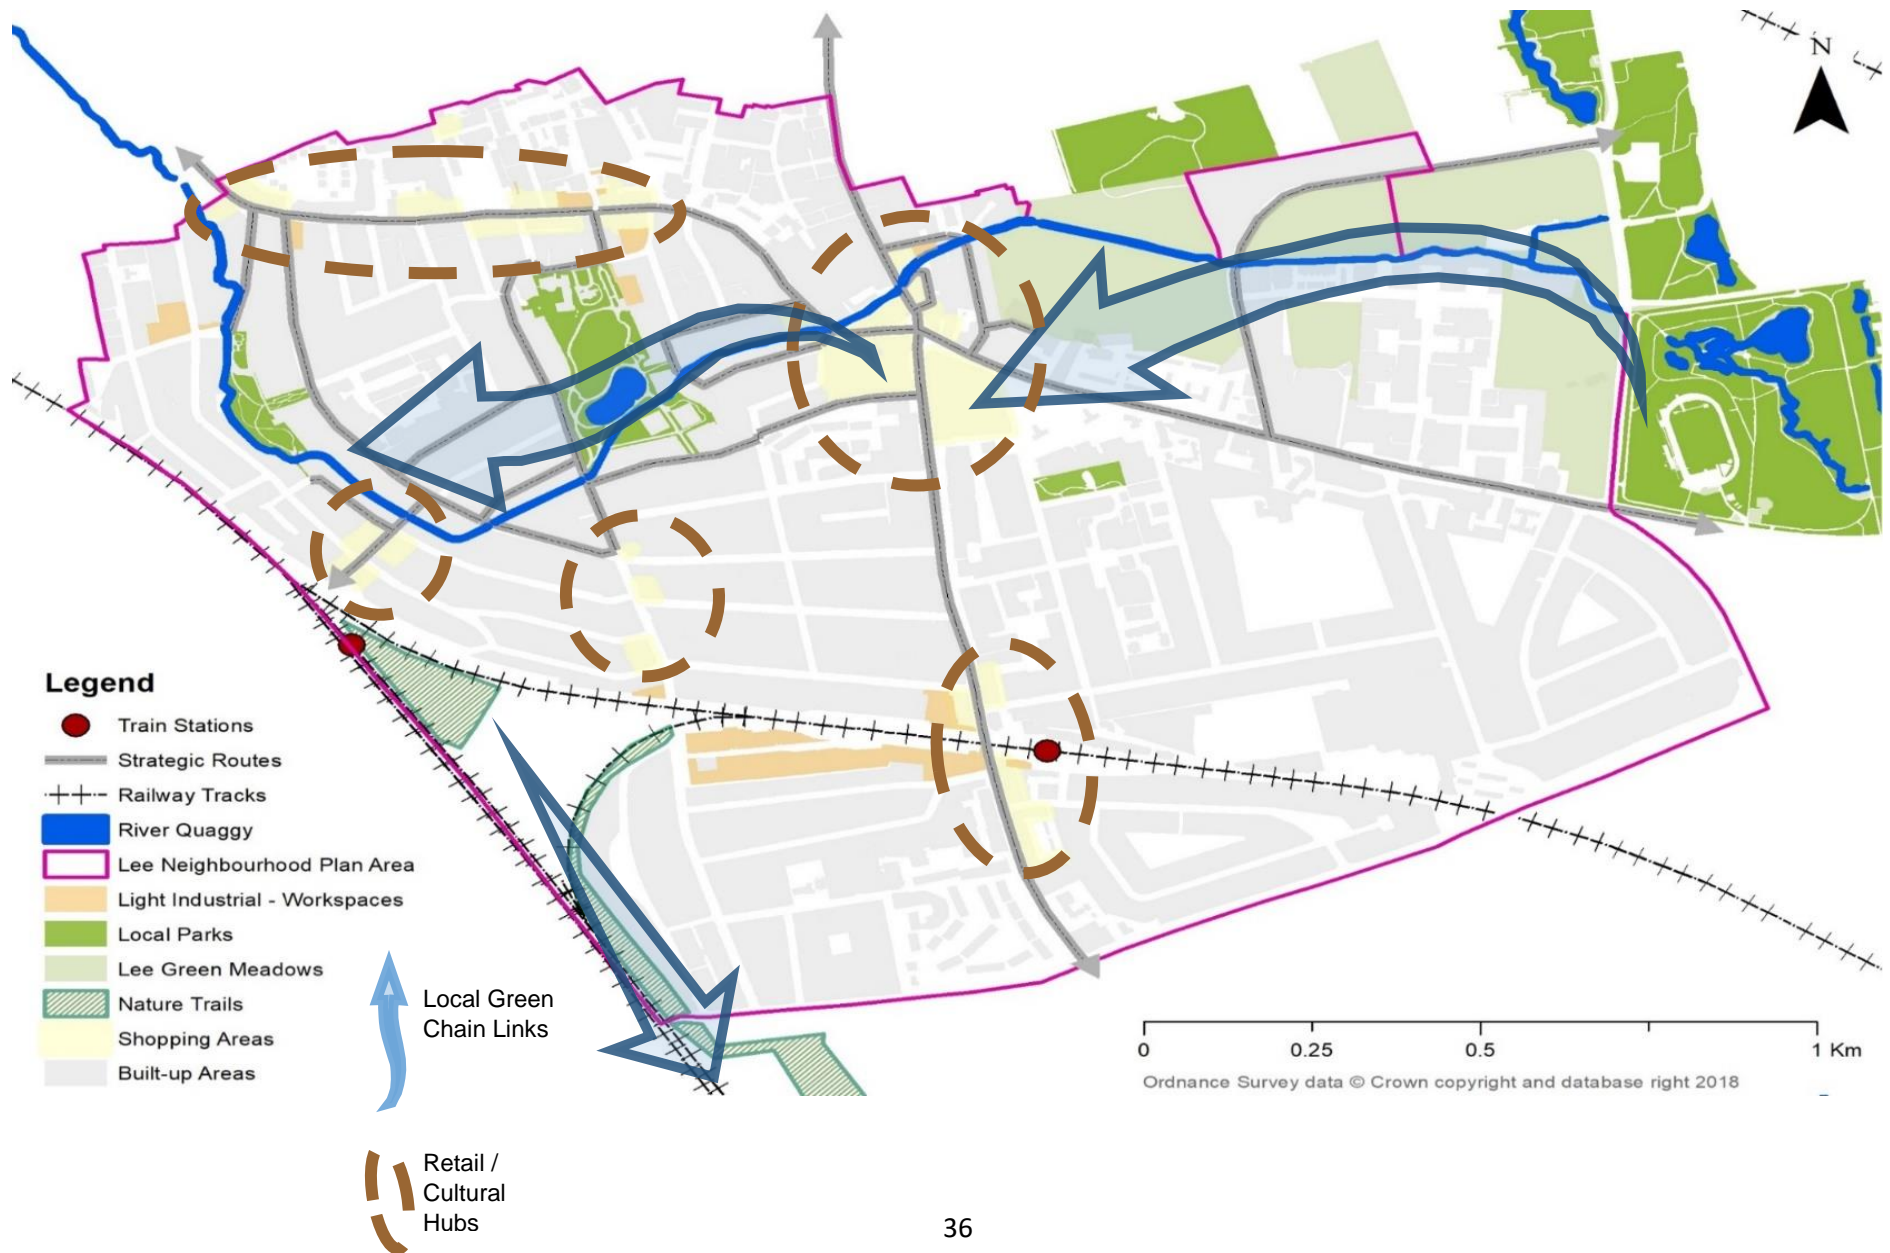 N
Legend
Train Stations
Strategic Routes
Railway Tracks
River Quaggy
Lee Neighbourhood Plan Area
Light Industrial - Workspaces
Local Parks
Lee Green Meadows
Nature Trails
Shopping Areas
Built-up Areas
Local Green
Chain Links
Retail /
Cultural
Hubs
0 0.25 0.5 1 Km
Ordnance Survey data © Crown copyright and database right 2018
36